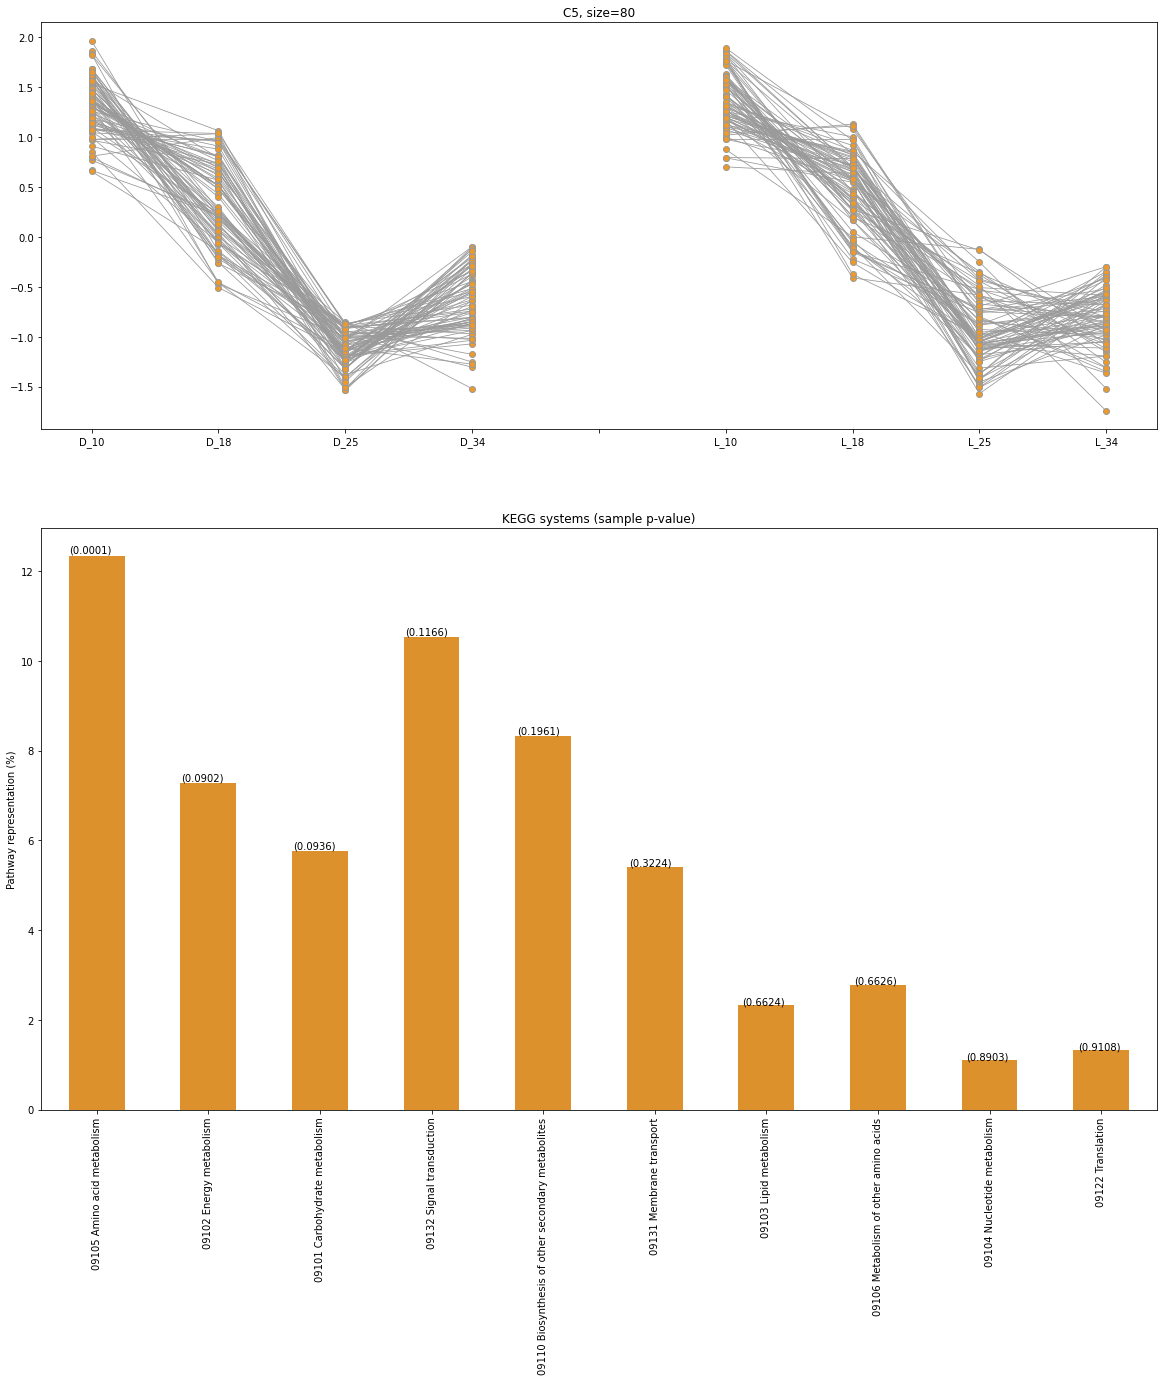 C5, size=80
2.0
1.5
1.0
0.5
0.0
−0.5
−1.0
−1.5
D_10 D_18 D_25 D_34 L_10 L_18 L_25 L_34
KEGG systems (sample p-value)
Pathway representation (%)
12
10
8
6
4
2
0
(0.0001)
(0.0902)
(0.0936)
(0.1166)
(0.1961)
(0.3224)
(0.6624)
(0.6626)
(0.8903)
(0.9108)
09105 Amino acid metabolism
09102 Energy metabolism
09101 Carbohydrate metabolism
09132 Signal transduction
09110 Biosynthesis of other secondary metabolites
09131 Membrane transport
09103 Lipid metabolism
09106 Metabolism of other amino acids
09104 Nucleotide metabolism
09122 Translation